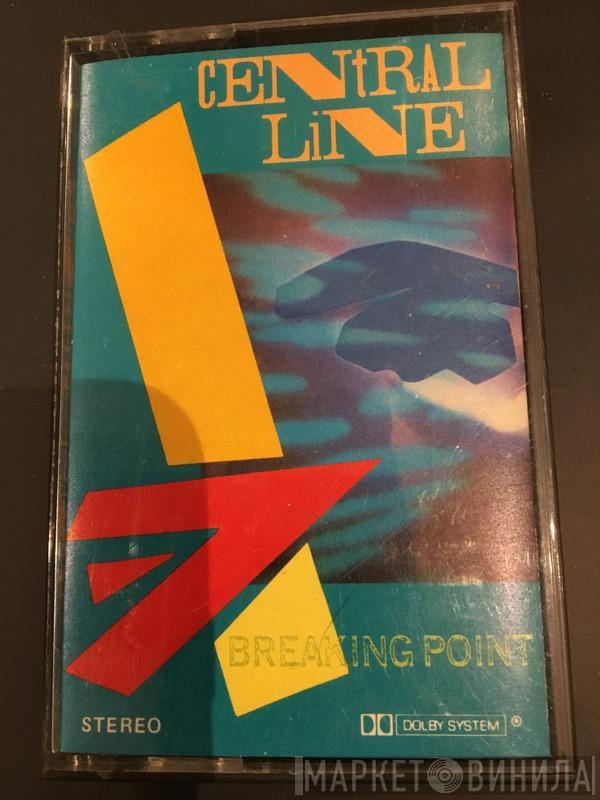 CENtRAL
LiNE
BREAKING POINT
STEREO
DOLBY SYSTEM ®
МАРКЕТ ВИНИЛА